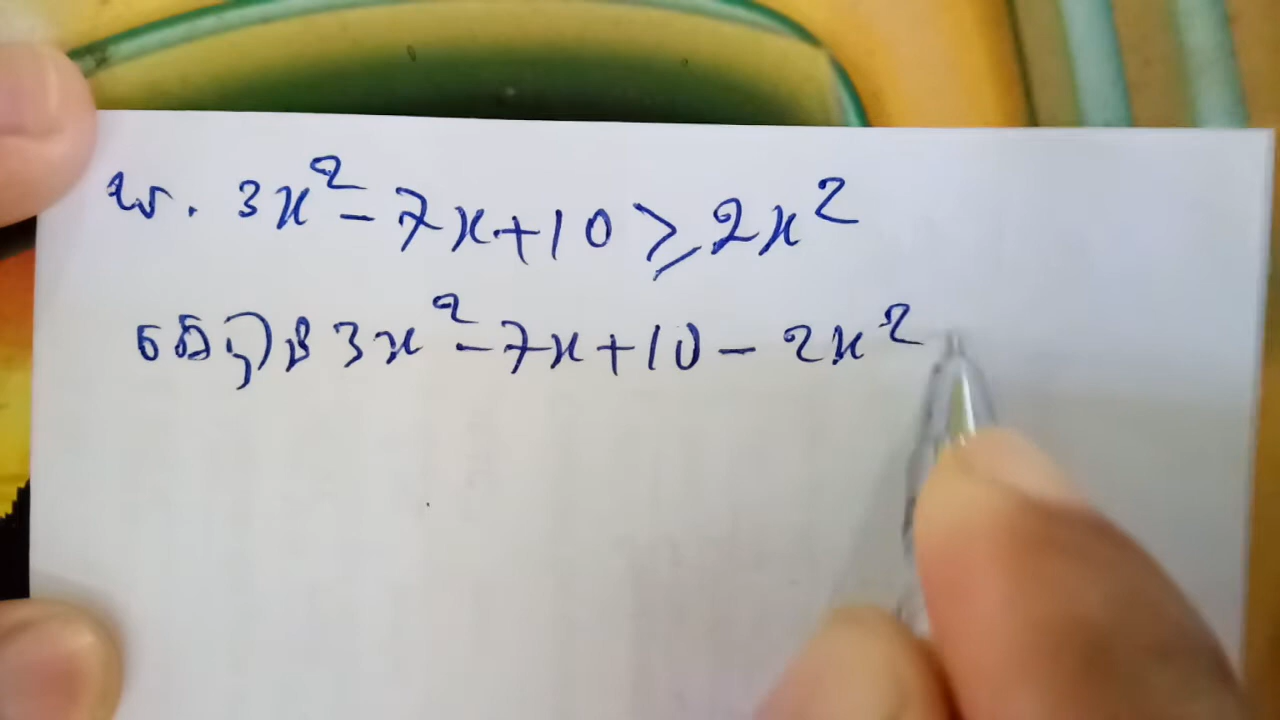 3x² - 7x + 10 ≥ 2x²
3x² - 7x + 10 - 2x²